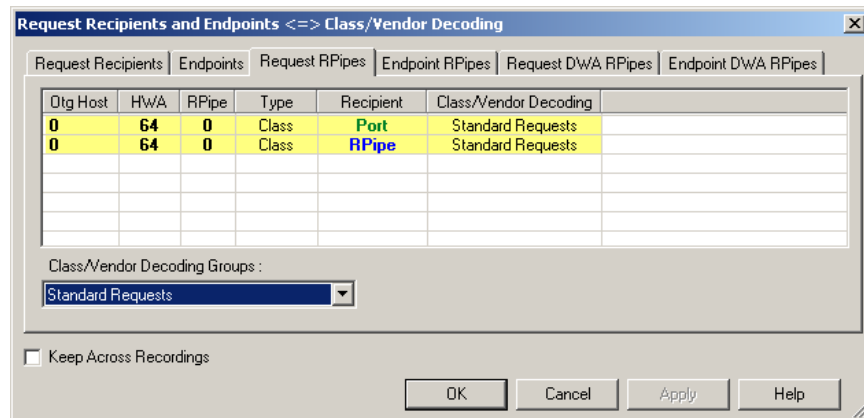 Request Recipients and Endpoints <=> Class/Vendor Decoding
Request Recipients Endpoints Request RPipes Endpoint RPipes Request DWA RPipes Endpoint DWA RPipes
Otg Host HWA RPipe Type Recipient Class/Vendor Decoding
0 64 0 Class Port Standard Requests
0 64 0 Class RPipe Standard Requests
Class/Vendor Decoding Groups :
Standard Requests
Keep Across Recordings
OK Cancel Apply Help